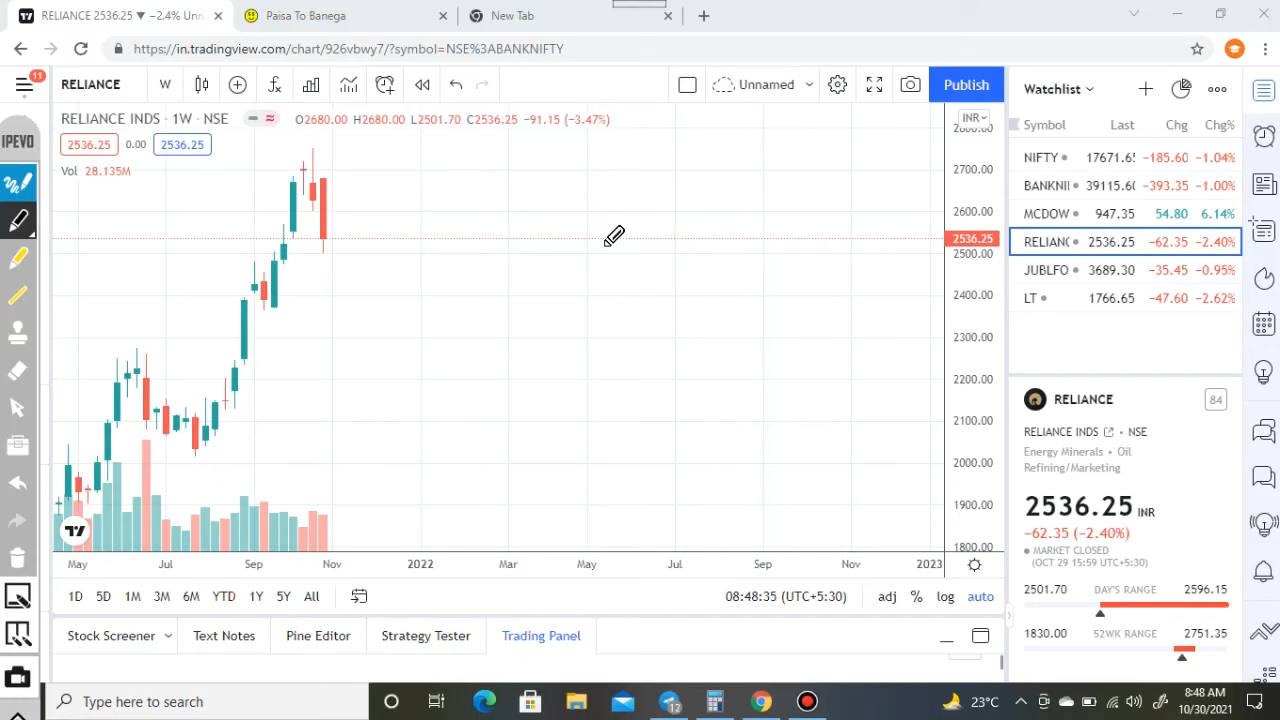 RELIANCE 2536.25 ▼ −2.4% Unn
Paisa To Banega
New Tab
https://in.tradingview.com/chart/926vbwy7/?symbol=NSE%3ABANKNIFTY
11
RELIANCE
W
Unnamed
Publish
IPEVO
RELIANCE INDS · 1W · NSE
O2680.00 H2680.00 L2501.70 C2536.25 −91.15 (−3.47%)
INR
2536.25 0.00 2536.25
Vol 28.135M
2800.00
2700.00
2600.00
2536.25
2500.00
2400.00
2300.00
2200.00
2100.00
2000.00
1900.00
1800.00
May Jul Sep Nov 2022 Mar May Jul Sep Nov 2023
1D 5D 1M 3M 6M YTD 1Y 5Y All
08:48:35 (UTC+5:30) adj % log auto
Stock Screener Text Notes Pine Editor Strategy Tester Trading Panel
Watchlist
Symbol Last Chg Chg%
NIFTY 17671.65 −185.60 −1.04%
BANKNII 39115.60 −393.35 −1.00%
MCDOW 947.35 54.80 6.14%
RELIANC 2536.25 −62.35 −2.40%
JUBLFO 3689.30 −35.45 −0.95%
LT 1766.65 −47.60 −2.62%
RELIANCE 84
RELIANCE INDS · NSE
Energy Minerals · Oil
Refining/Marketing
2536.25 INR
−62.35 (−2.40%)
MARKET CLOSED
(OCT 29 15:59 UTC+5:30)
2501.70 DAY'S RANGE 2596.15
1830.00 52WK RANGE 2751.35
Type here to search
12
23°C
8:48 AM
10/30/2021